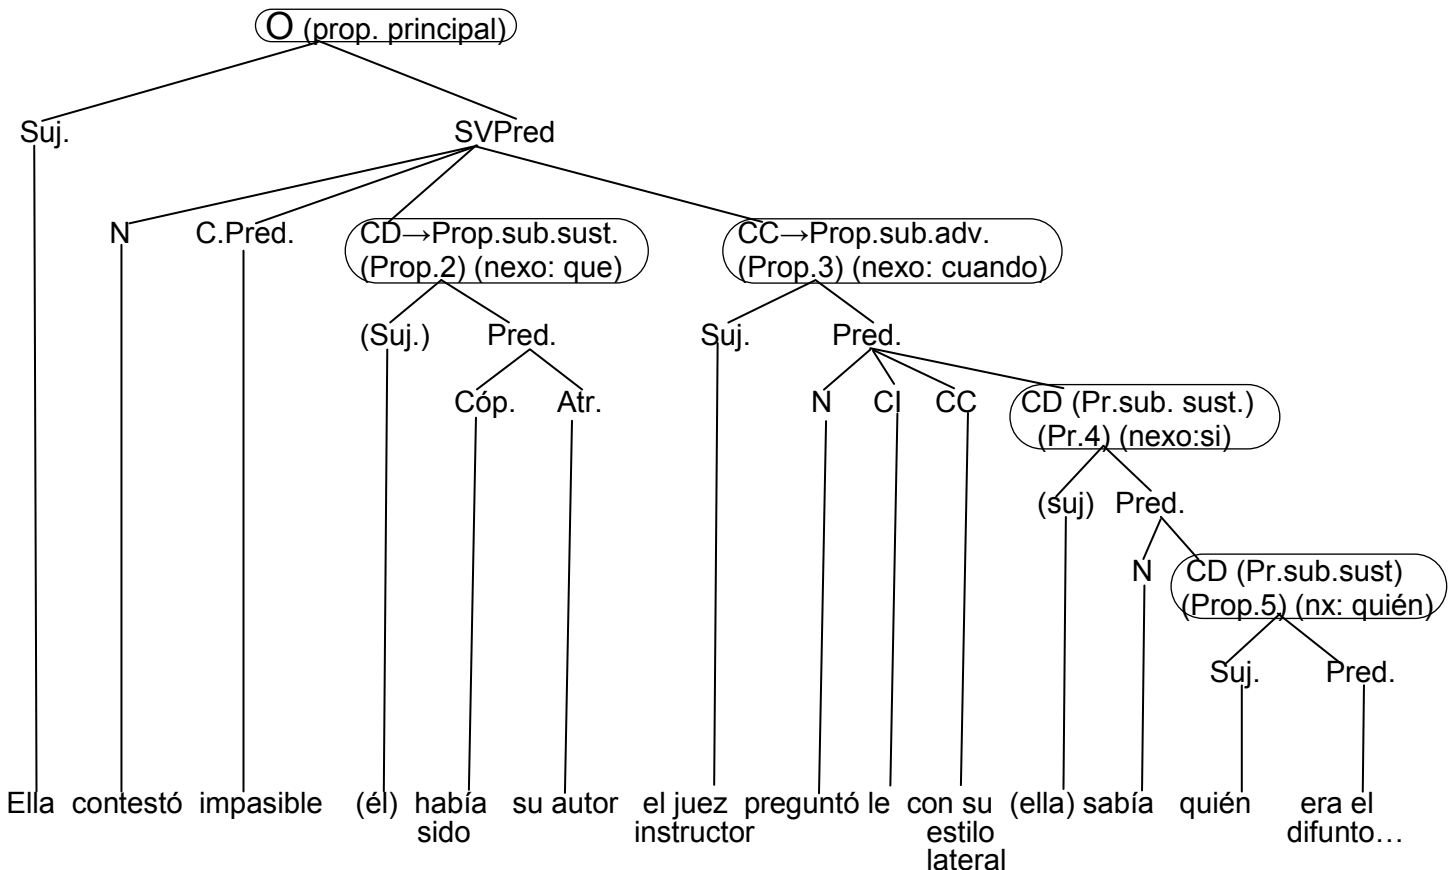 O (prop. principal)
Suj. SVPred
N C.Pred. CD→Prop.sub.sust. CC→Prop.sub.adv.
(Prop.2) (nexo: que) (Prop.3) (nexo: cuando)
(Suj.) Pred. Suj. Pred.
Cóp. Atr. N CI CC CD (Pr.sub. sust.)
(Pr.4) (nexo:si)
(suj) Pred.
N CD (Pr.sub.sust)
(Prop.5) (nx: quién)
Suj. Pred.
Ella contestó impasible (él) había su autor el juez preguntó le con su (ella) sabía quién era el
sido instructor estilo difunto…
lateral